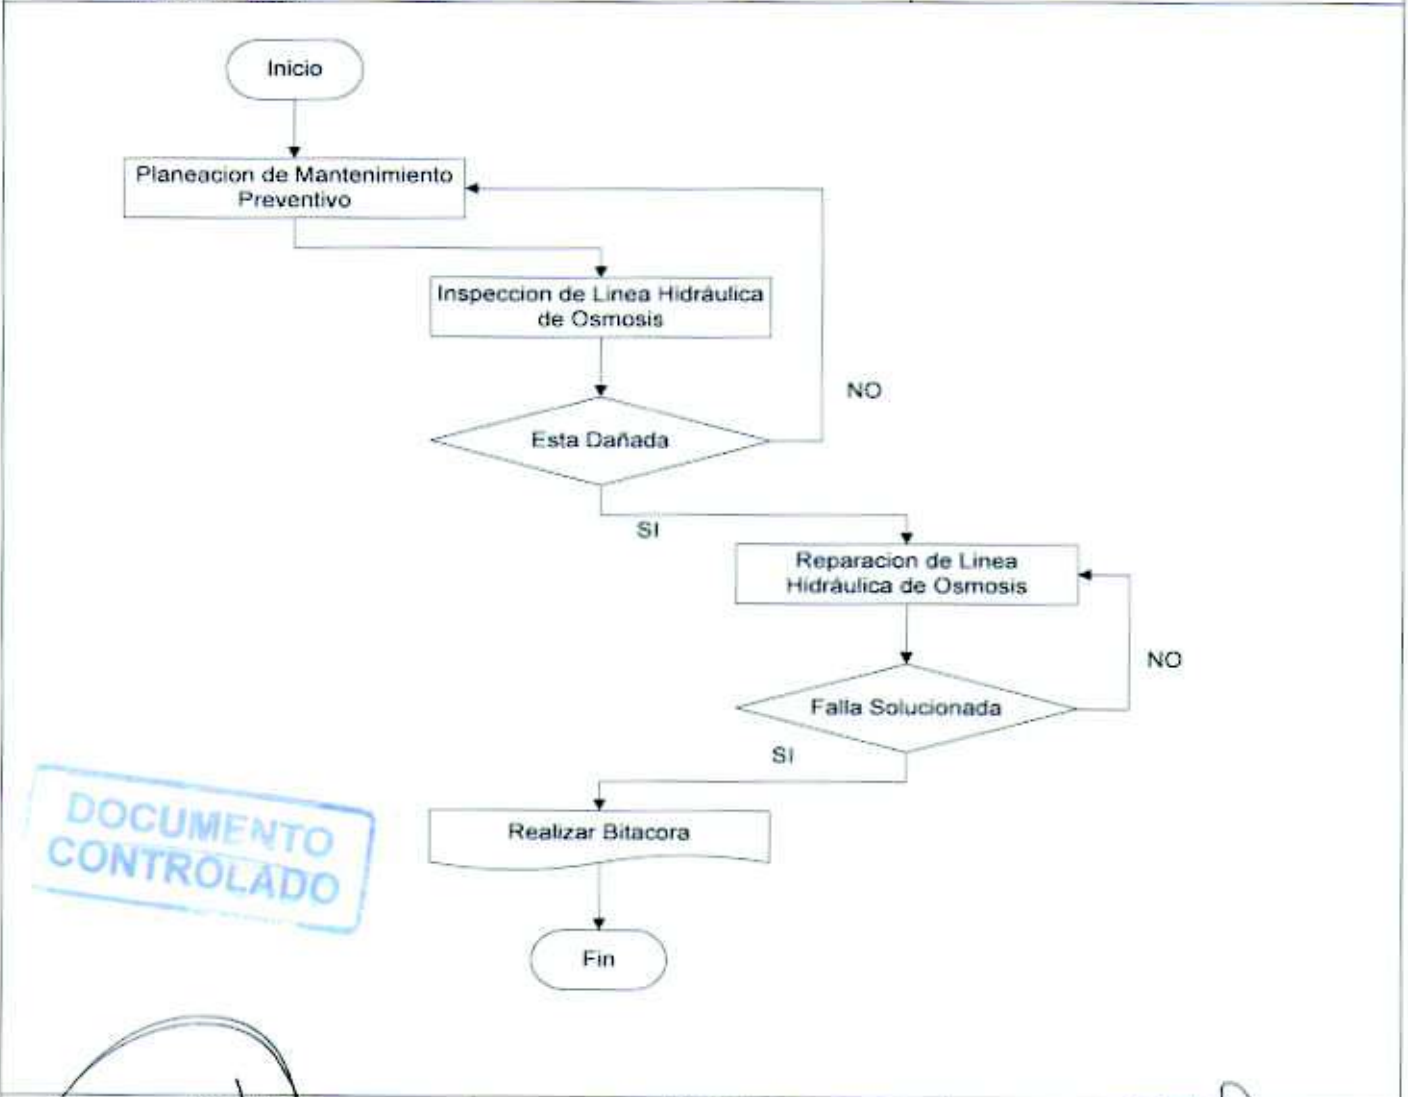 Inicio
Planeacion de Mantenimiento
Preventivo
Inspeccion de Linea Hidráulica
de Osmosis
NO
Esta Dañada
SI
Reparacion de Linea
Hidráulica de Osmosis
NO
Falla Solucionada
SI
Realizar Bitacora
DOCUMENTO
CONTROLADO
Fin